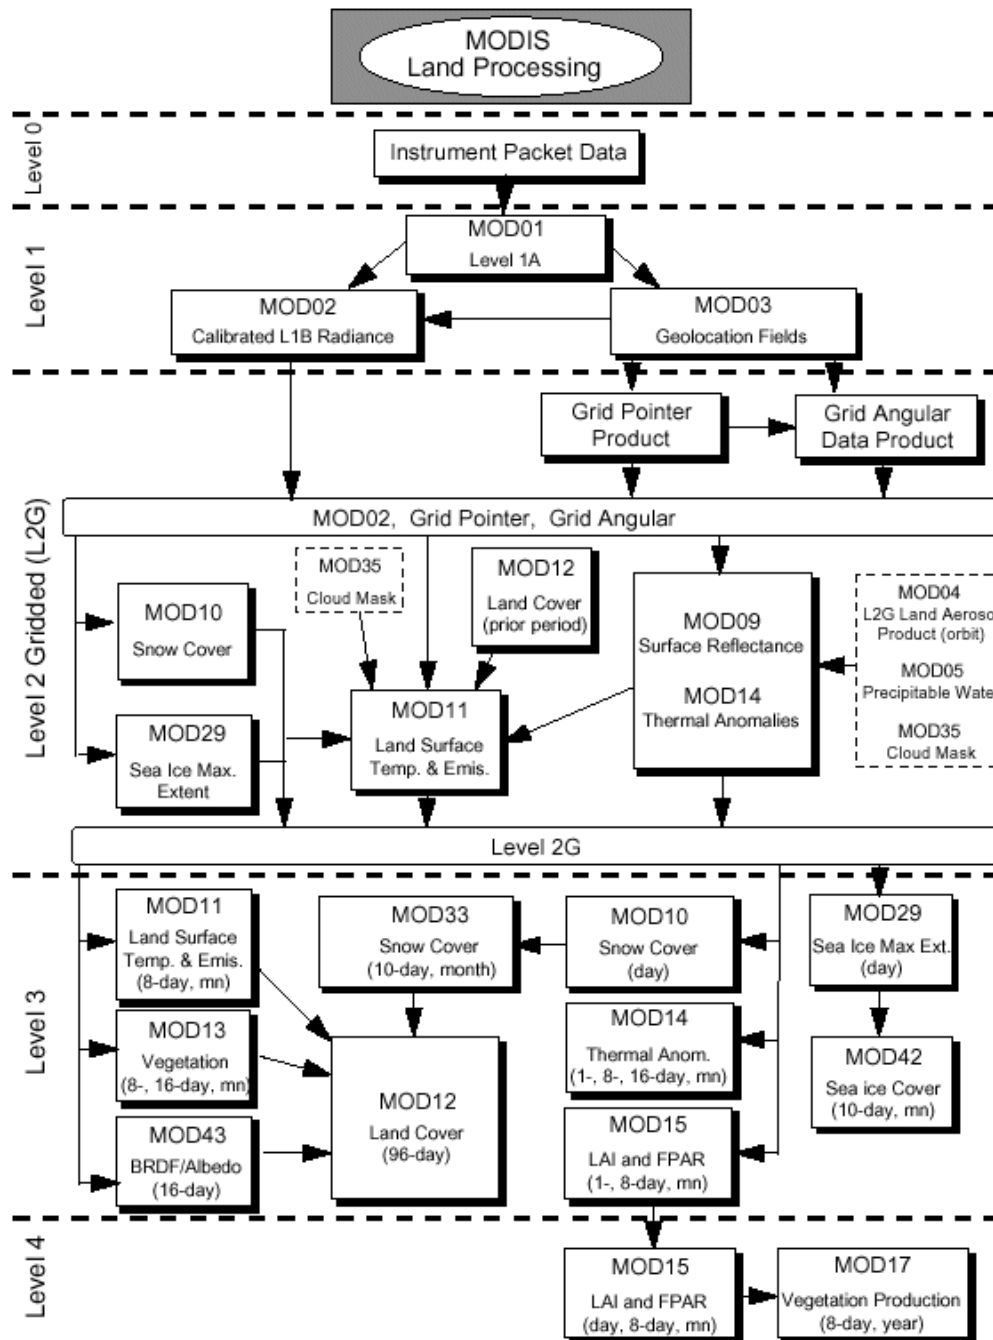 MODIS
Land Processing
Level 0
Instrument Packet Data
Level 1
MOD01
Level 1A
MOD02
Calibrated L1B Radiance
MOD03
Geolocation Fields
Grid Pointer
Product
Grid Angular
Data Product
Level 2 Gridded (L2G)
MOD02, Grid Pointer, Grid Angular
MOD10
Snow Cover
MOD35
Cloud Mask
MOD12
Land Cover
(prior period)
MOD09
Surface Reflectance
MOD14
Thermal Anomalies
MOD04
L2G Land Aeroso
Product (orbit)
MOD05
Precipitable Wate
MOD35
Cloud Mask
MOD29
Sea Ice Max.
Extent
MOD11
Land Surface
Temp. & Emis.
Level 2G
Level 3
MOD11
Land Surface
Temp. & Emis.
(8-day, mn)
MOD33
Snow Cover
(10-day, month)
MOD10
Snow Cover
(day)
MOD29
Sea Ice Max Ext.
(day)
MOD13
Vegetation
(8-, 16-day, mn)
MOD12
Land Cover
(96-day)
MOD14
Thermal Anom.
(1-, 8-, 16-day, mn)
MOD42
Sea ice Cover
(10-day, mn)
MOD43
BRDF/Albedo
(16-day)
MOD15
LAI and FPAR
(1-, 8-day, mn)
Level 4
MOD15
LAI and FPAR
(day, 8-day, mn)
MOD17
Vegetation Production
(8-day, year)